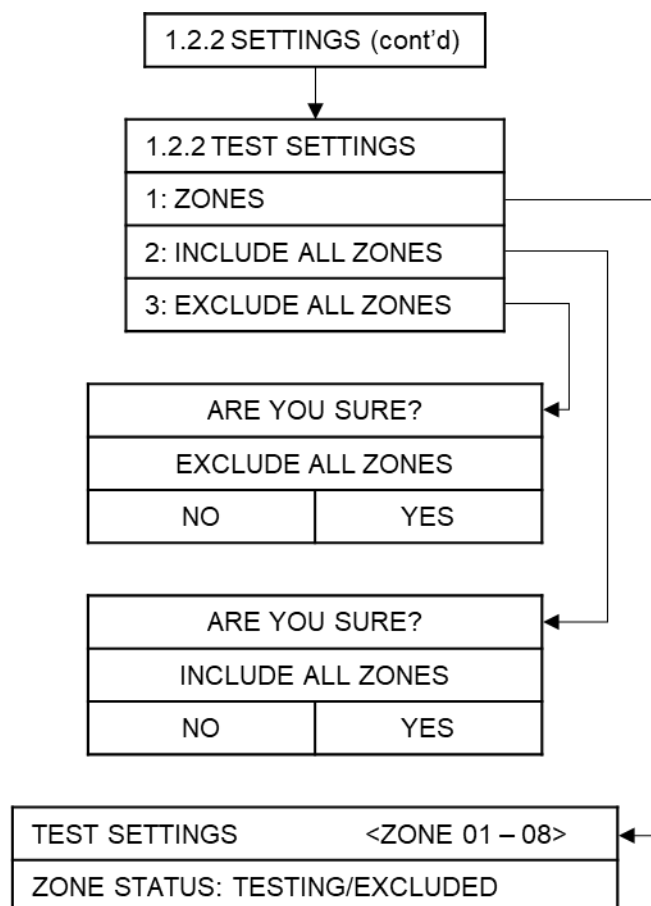 1.2.2 SETTINGS (cont’d)
1.2.2 TEST SETTINGS
1: ZONES
2: INCLUDE ALL ZONES
3: EXCLUDE ALL ZONES
ARE YOU SURE?
EXCLUDE ALL ZONES
NO YES
ARE YOU SURE?
INCLUDE ALL ZONES
NO YES
TEST SETTINGS <ZONE 01 – 08>
ZONE STATUS: TESTING/EXCLUDED